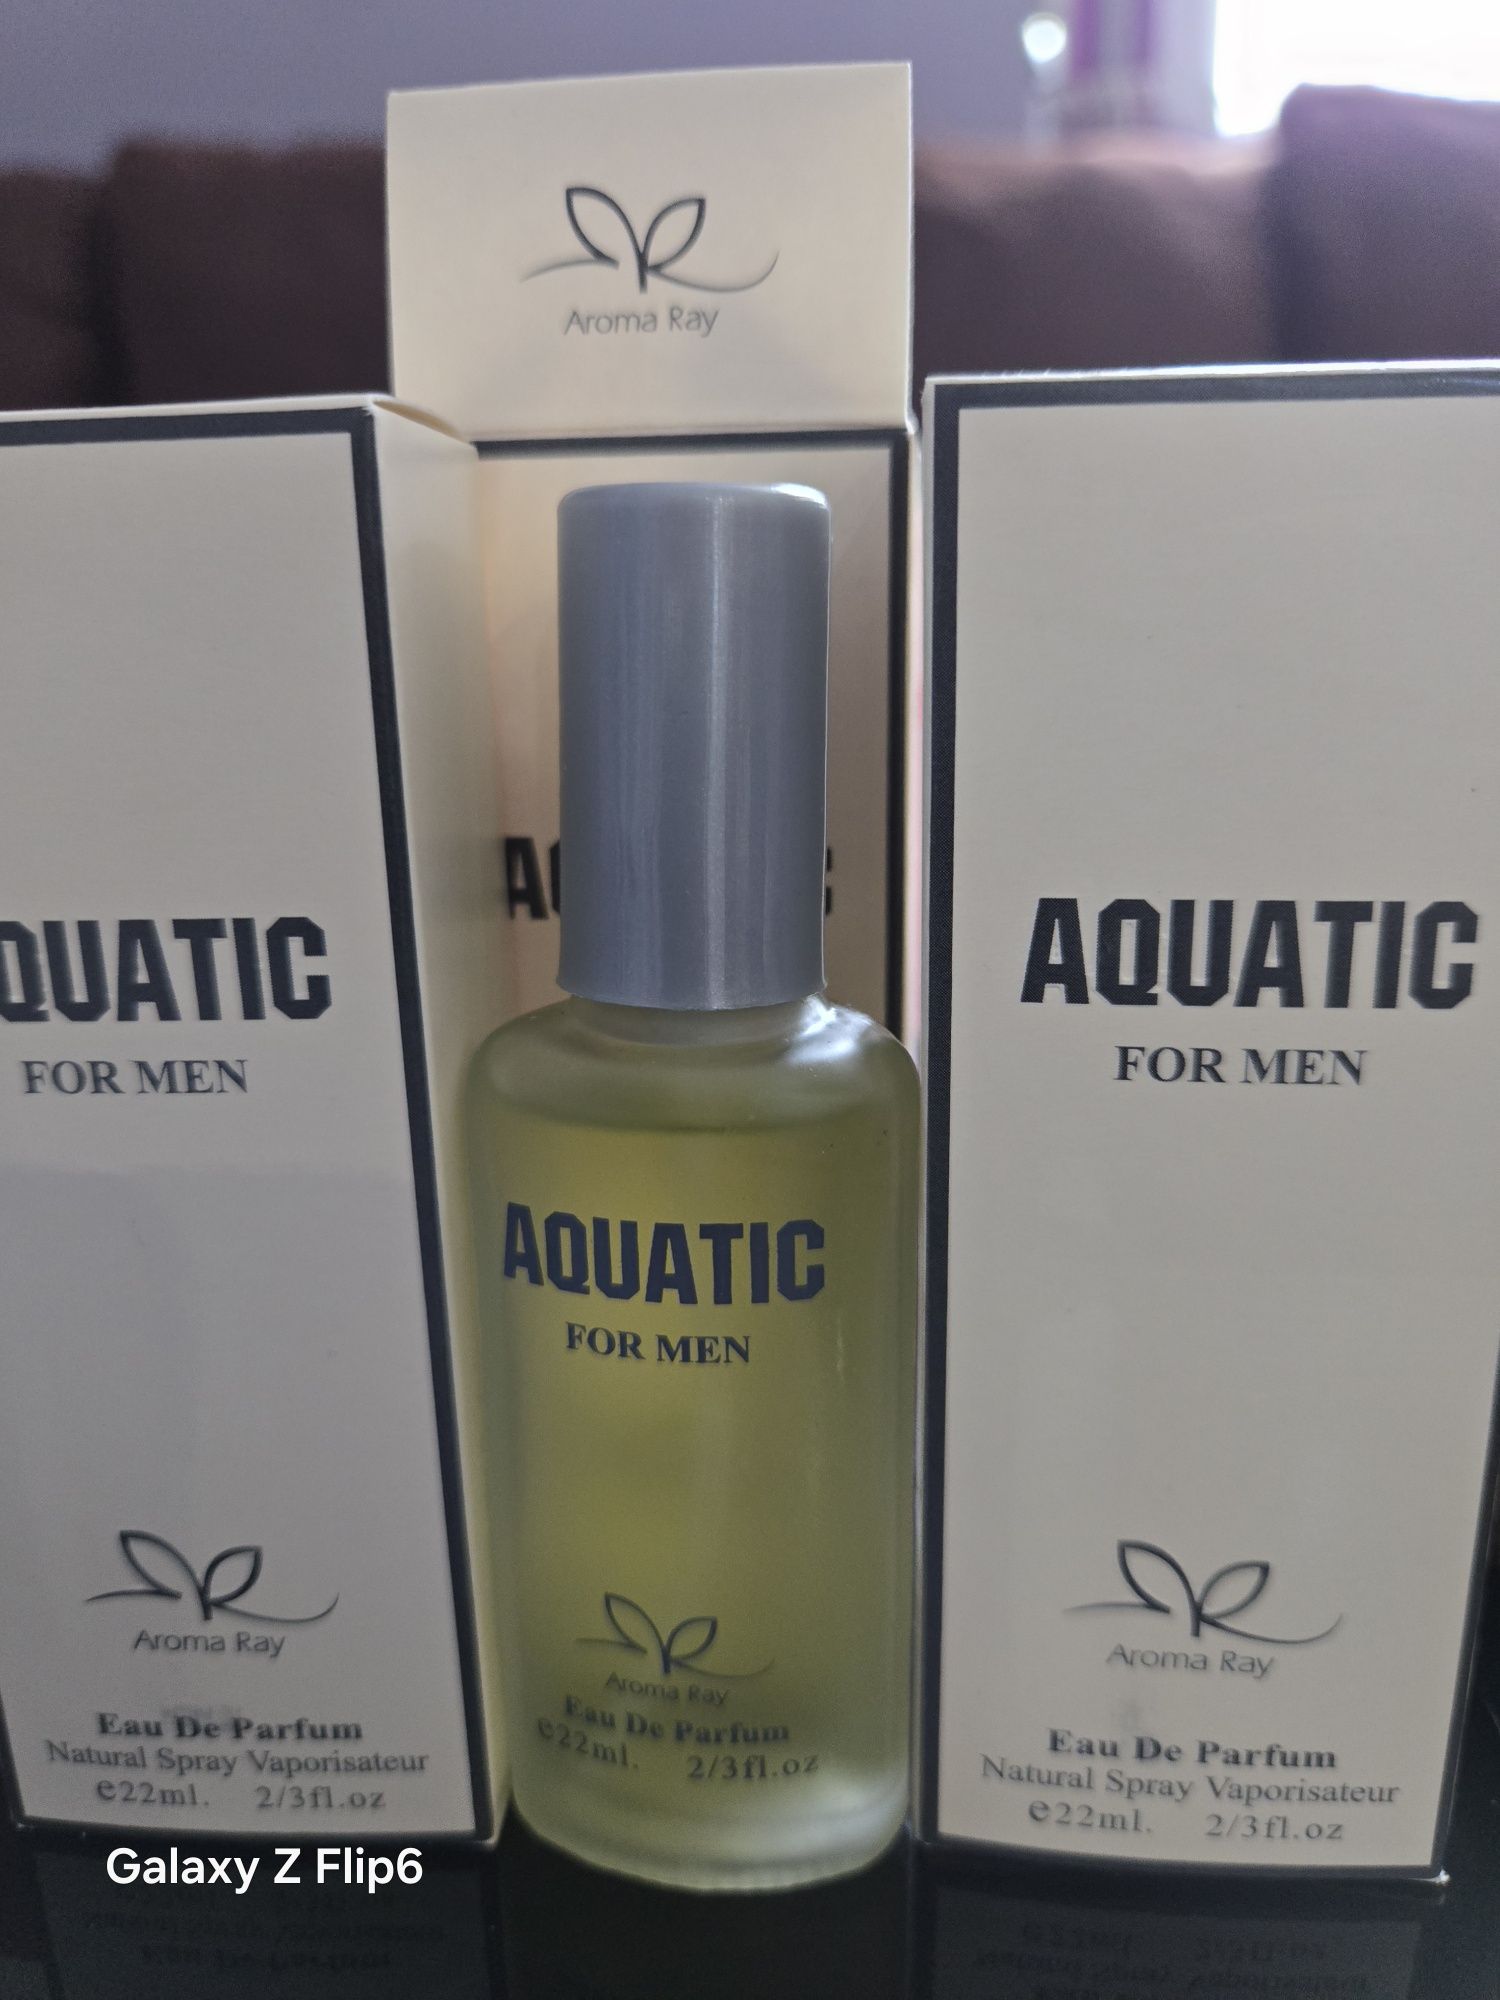 Aroma Ray
QUATIC
FOR MEN
Aroma Ray
Eau De Parfum
Natural Spray Vaporisateur
e22ml. 2/3fl.oz
AQUATIC
FOR MEN
Aroma Ray
Eau De Parfum
e22ml. 2/3fl.oz
AQUATIC
FOR MEN
Aroma Ray
Eau De Parfum
Natural Spray Vaporisateur
e22ml. 2/3fl.oz
Galaxy Z Flip6